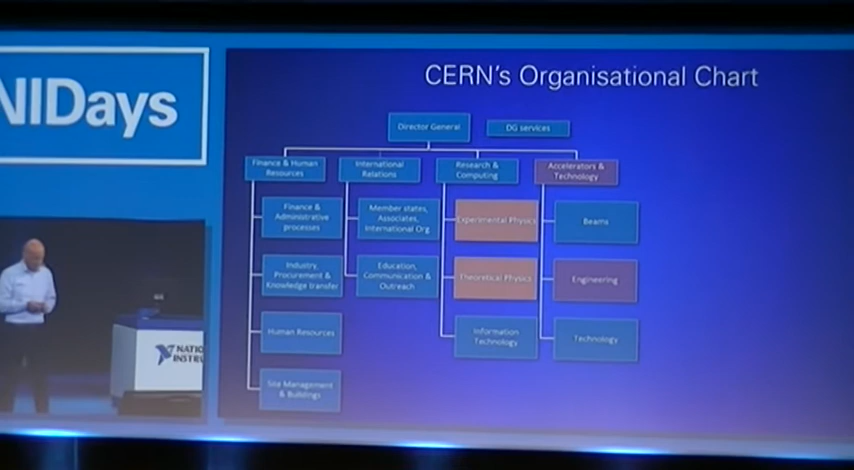 NIDays
CERN's Organisational Chart
Director General
DG services
Finance & Human
Resources
International
Relations
Research &
Computing
Accelerators &
Technology
Finance &
Administrative
processes
Member states,
Associates,
International Org
Experimental Physics
Beams
Industry,
Procurement &
Knowledge transfer
Education,
Communication &
Outreach
Theoretical Physics
Engineering
Human Resources
Information
Technology
Technology
Site Management
& Buildings
NATIO
INSTRU